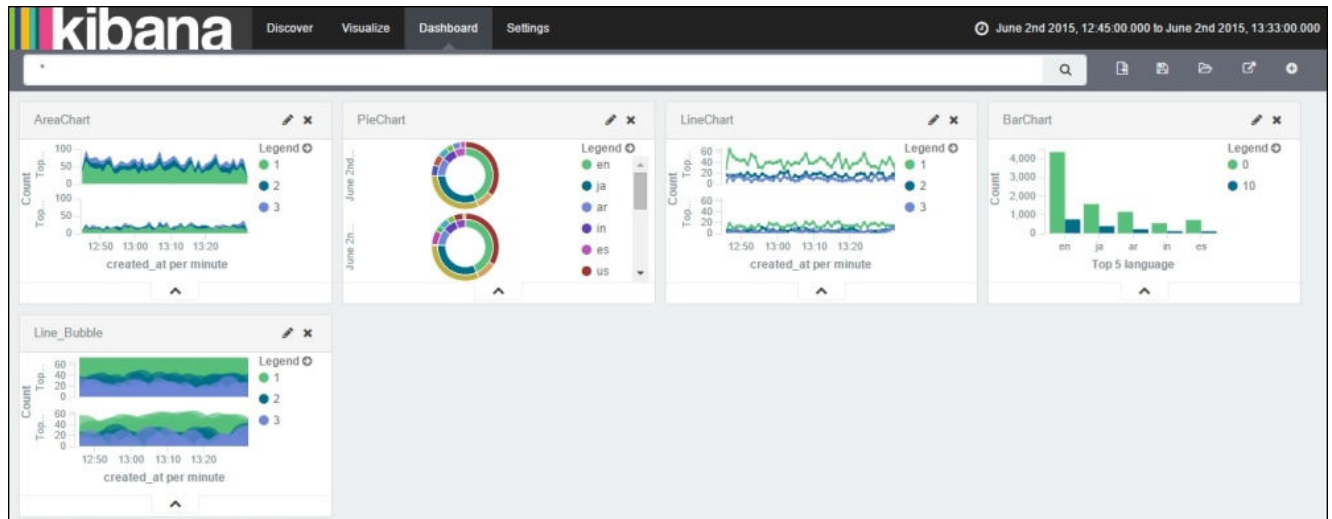 kibana
Discover Visualize Dashboard Settings
June 2nd 2015, 12:45:00.000 to June 2nd 2015, 13:33:00.000
*
AreaChart
Legend
1
2
3
Count
Top...
100
50
0
Top...
100
50
0
12:50 13:00 13:10 13:20
created_at per minute
PieChart
June 2nd...
June 2n...
Legend
en
ja
ar
in
es
us
LineChart
Legend
1
2
3
Count
Top...
60
40
20
0
Top...
60
40
20
0
12:50 13:00 13:10 13:20
created_at per minute
BarChart
Legend
0
10
Count
4,000
3,000
2,000
1,000
0
en ja ar in es
Top 5 language
Line_Bubble
Legend
1
2
3
Count
Top...
60
40
20
0
Top...
60
40
20
0
12:50 13:00 13:10 13:20
created_at per minute